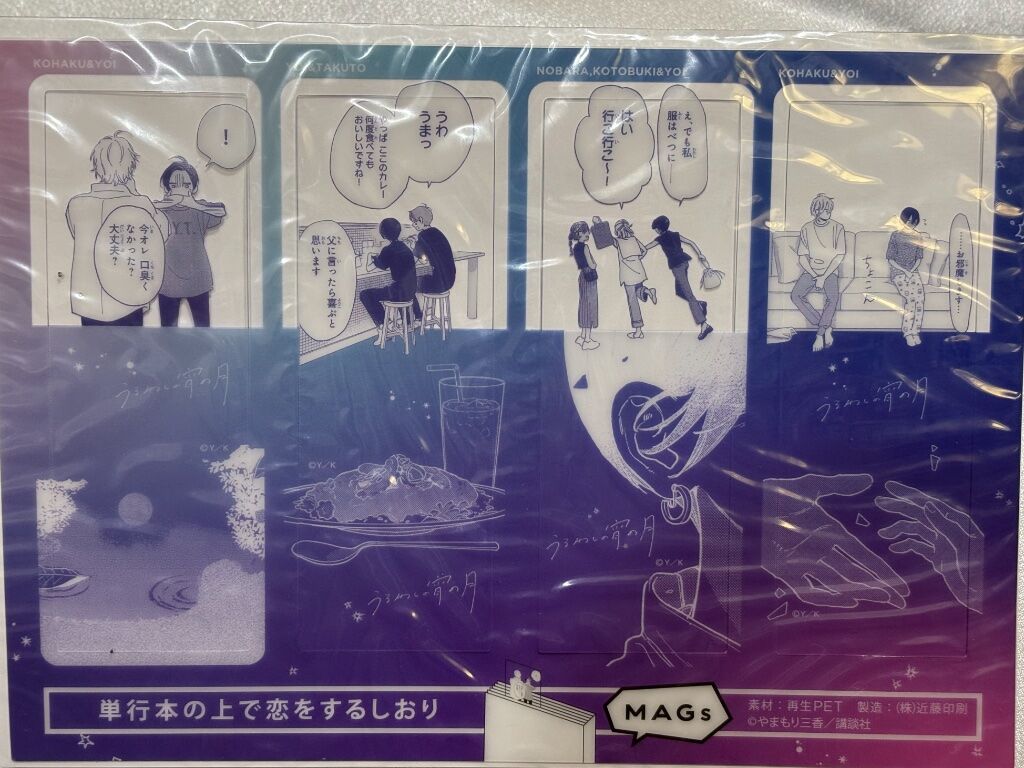 KOHAKU&YOI
!
今オレ口臭く
なかった?
大丈夫?
Y.T.
うるわしの宵の月
©Y/K
&TAKUTO
うわ
うまっ
やっぱここのカレー
何度食べても
おいしいですね!
父に言ったら喜ぶと
思います
©Y/K
うるわしの宵の月
NOBARA,KOTOBUKI&YOI
え、でも私
服はべつに…
はい
行こ行こ〜ー
うるわしの宵の月
©Y/K
KOHAKU&YOI
……お邪魔…ます…
ちょこん
うるわしの宵の月
©Y/K
単行本の上で恋をするしおり
MAGs
素材:再生PET 製造:(株)近藤印刷
©やまもり三香/講談社